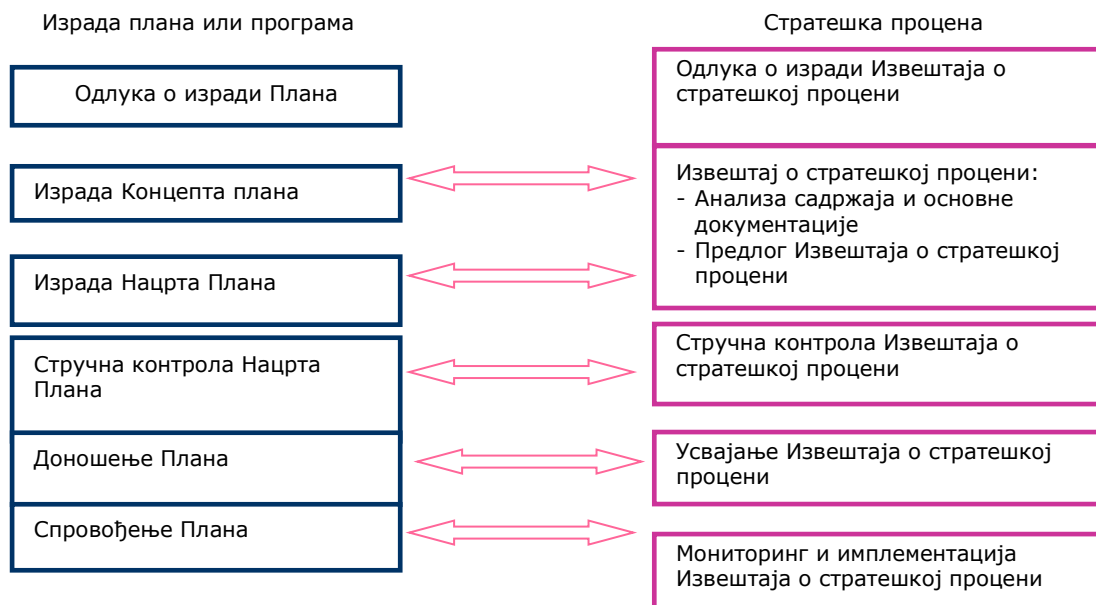 Израда плана или програма
Стратешка процена
Одлука о изради Плана
Одлука о изради Извештаја о
стратешкој процени
Израда Концепта плана
Извештај о стратешкој процени:
- Анализа садржаја и основне
документације
- Предлог Извештаја о стратешкој
процени
Израда Нацрта Плана
Стручна контрола Нацрта
Плана
Стручна контрола Извештаја о
стратешкој процени
Доношење Плана
Усвајање Извештаја о стратешкој
процени
Спровођење Плана
Мониторинг и имплементација
Извештаја о стратешкој процени